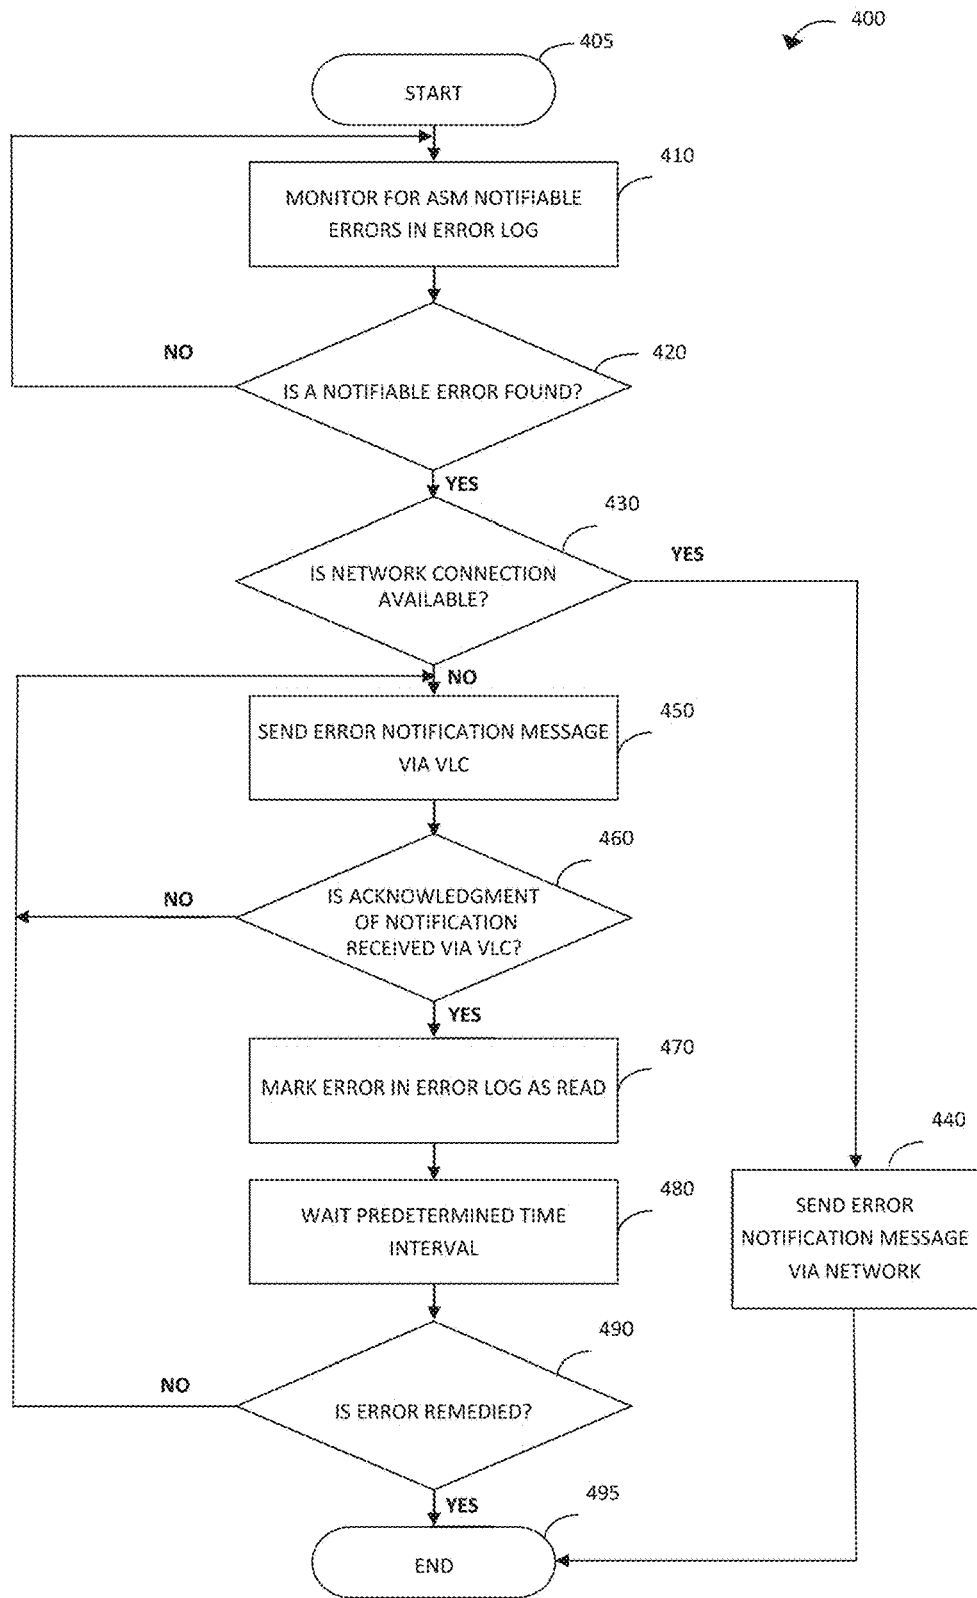 400
405
START
410
MONITOR FOR ASM NOTIFIABLE
ERRORS IN ERROR LOG
NO
420
IS A NOTIFIABLE ERROR FOUND?
YES
430
IS NETWORK CONNECTION
AVAILABLE?
YES
NO
450
SEND ERROR NOTIFICATION MESSAGE
VIA VLC
460
NO
IS ACKNOWLEDGMENT
OF NOTIFICATION
RECEIVED VIA VLC?
YES
470
MARK ERROR IN ERROR LOG AS READ
440
SEND ERROR
NOTIFICATION MESSAGE
VIA NETWORK
480
WAIT PREDETERMINED TIME
INTERVAL
490
NO
IS ERROR REMEDIED?
YES
495
END